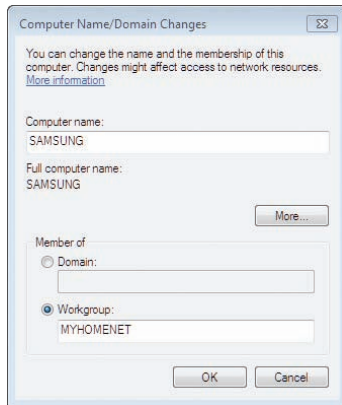 Computer Name/Domain Changes
You can change the name and the membership of this
computer. Changes might affect access to network resources.
More information
Computer name:
SAMSUNG
Full computer name:
SAMSUNG
More...
Member of
Domain:
Workgroup:
MYHOMENET
OK
Cancel